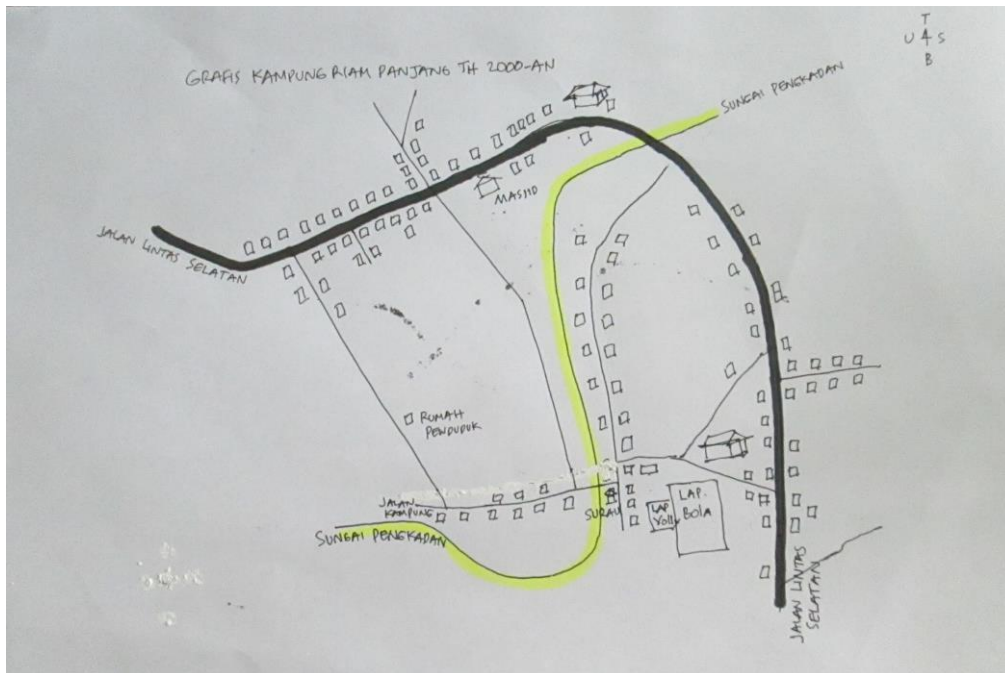 T
U S
B
GRAFIS KAMPUNG RIAM PANJANG TH 2000-AN
SUNGAI PENGKADAN
MASJID
JALAN LINTAS
SELATAN
RUMAH
PENDUDUK
JALAN
KAMPUNG
SUNGAI PENGKADAN
SURAU
LAP
VOLLY
LAP.
BOLA
JALAN LINTAS
SELATAN